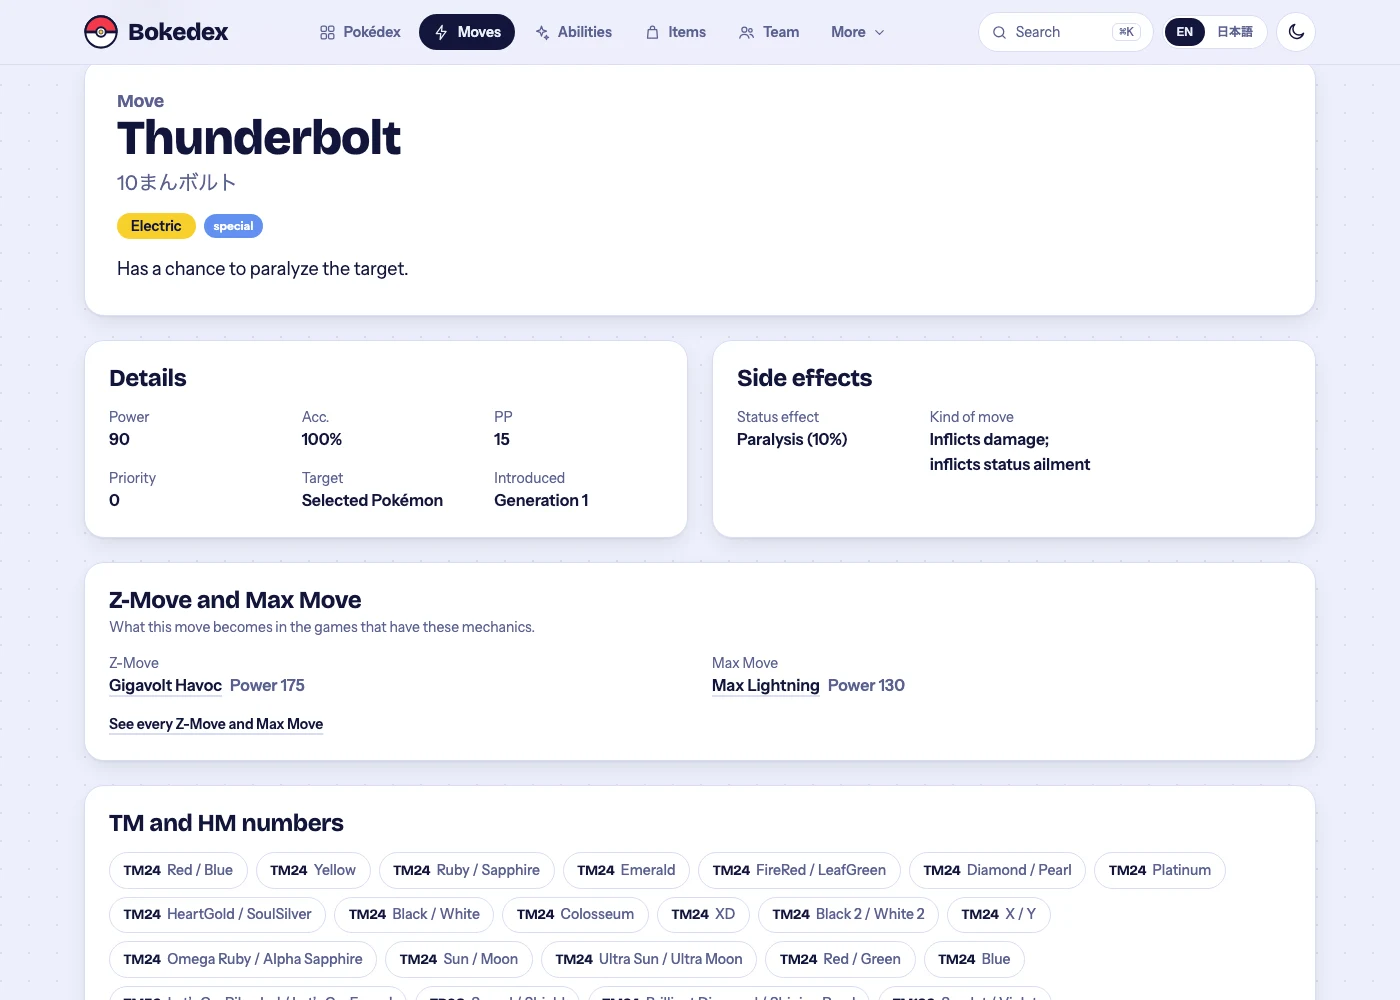 Bokedex
Pokédex
Moves
Abilities
Items
Team
More
Search
⌘K
EN
日本語
Move
Thunderbolt
10まんボルト
Electric
special
Has a chance to paralyze the target.
Details
Power
Acc.
PP
90
100%
15
Priority
Target
Introduced
0
Selected Pokémon
Generation 1
Side effects
Status effect
Kind of move
Paralysis (10%)
Inflicts damage;
inflicts status ailment
Z-Move and Max Move
What this move becomes in the games that have these mechanics.
Z-Move
Gigavolt Havoc Power 175
Max Move
Max Lightning Power 130
See every Z-Move and Max Move
TM and HM numbers
TM24 Red / Blue
TM24 Yellow
TM24 Ruby / Sapphire
TM24 Emerald
TM24 FireRed / LeafGreen
TM24 Diamond / Pearl
TM24 Platinum
TM24 HeartGold / SoulSilver
TM24 Black / White
TM24 Colosseum
TM24 XD
TM24 Black 2 / White 2
TM24 X / Y
TM24 Omega Ruby / Alpha Sapphire
TM24 Sun / Moon
TM24 Ultra Sun / Ultra Moon
TM24 Red / Green
TM24 Blue